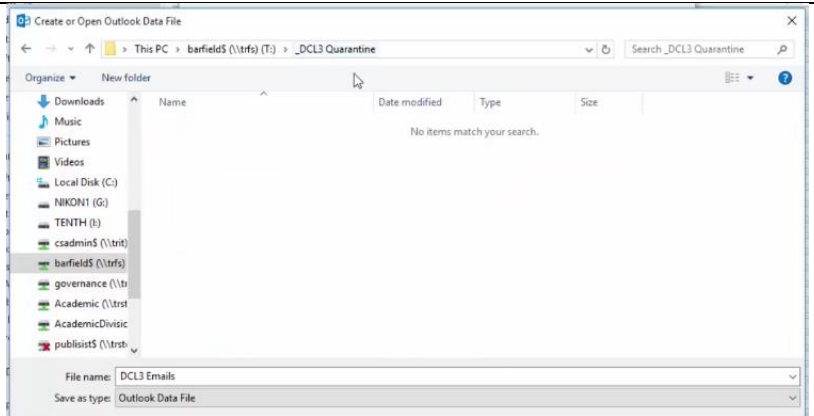 Create or Open Outlook Data File
This PC > barfield$ (\\trfs) (T:) > _DCL3 Quarantine
Search _DCL3 Quarantine
Organize
New folder
Name
Date modified
Type
Size
No items match your search.
Downloads
Music
Pictures
Videos
Local Disk (C:)
NIKON1 (G:)
TENTH (I:)
csadmin$ (\\trit)
barfield$ (\\trfs)
governance (\\tr
Academic (\\trst
AcademicDivisic
publisist$ (\\trst
File name: DCL3 Emails
Save as type: Outlook Data File